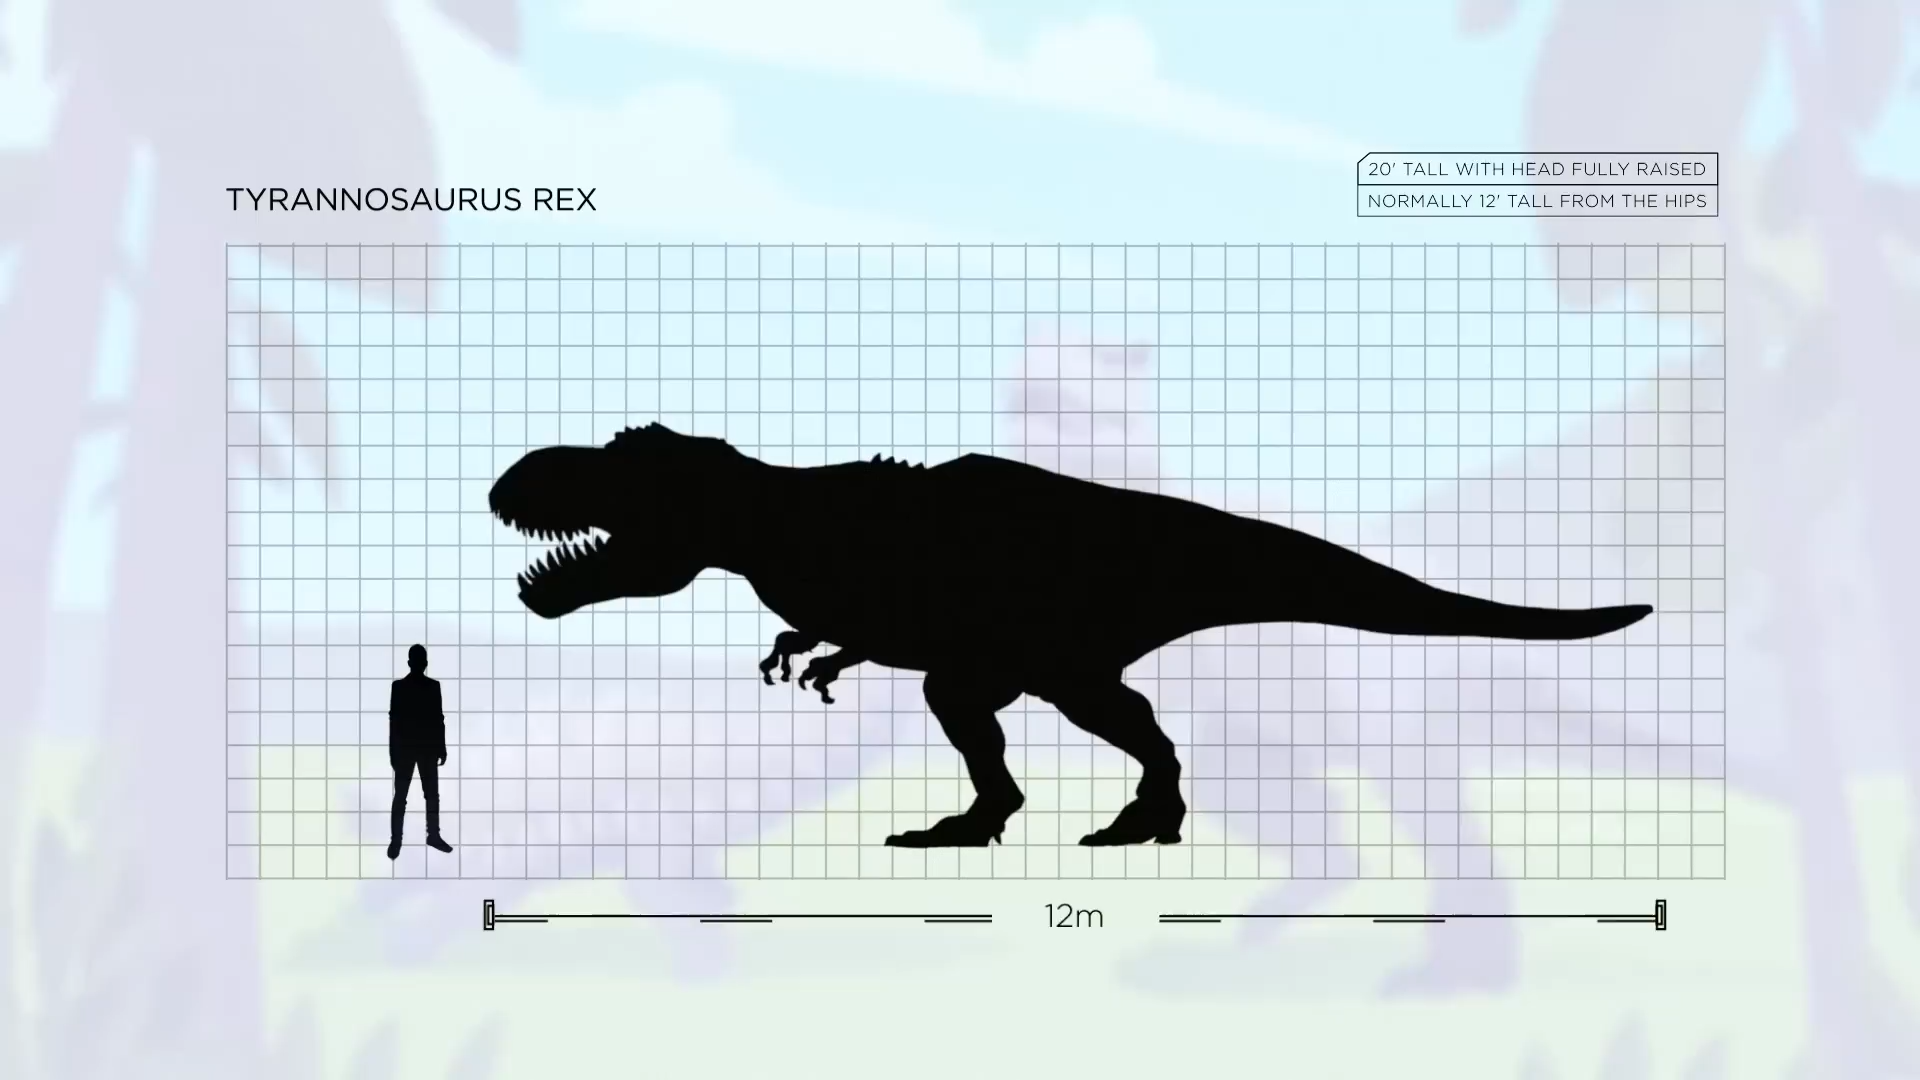 20' TALL WITH HEAD FULLY RAISED
TYRANNOSAURUS REX
NORMALLY 12' TALL FROM THE HIPS
12m